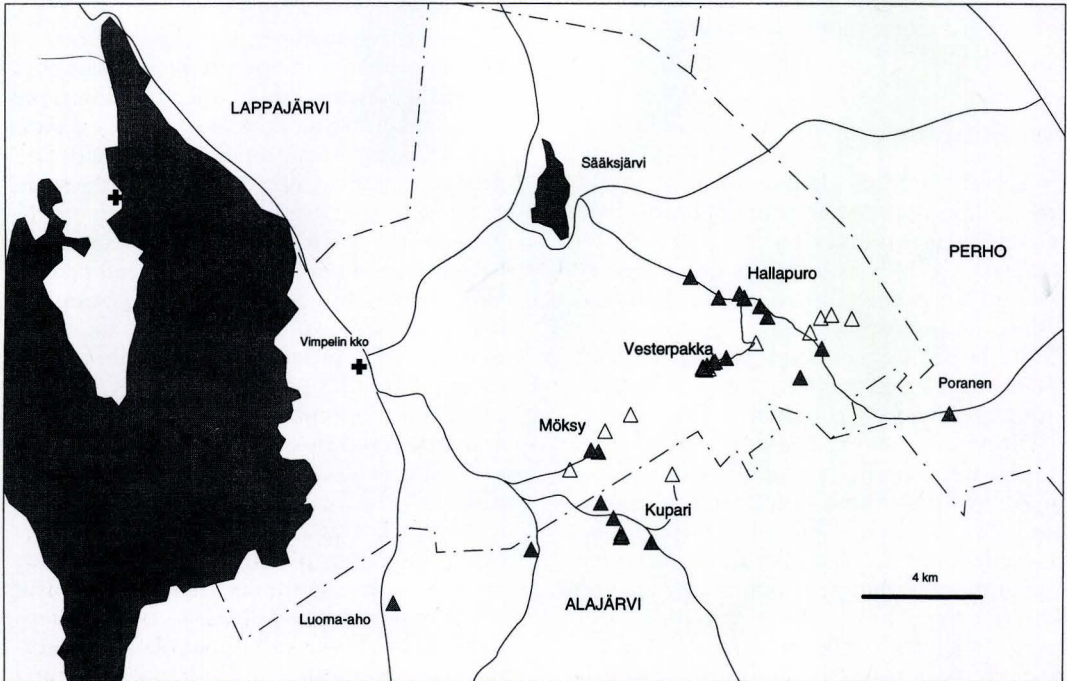 LAPPAJÄRVI
Sääksjärvi
PERHO
Hallapuro
Vimpelin kko
Vesterpakka
Poranen
Möksy
Kupari
4 km
ALAJÄRVI
Luoma-aho